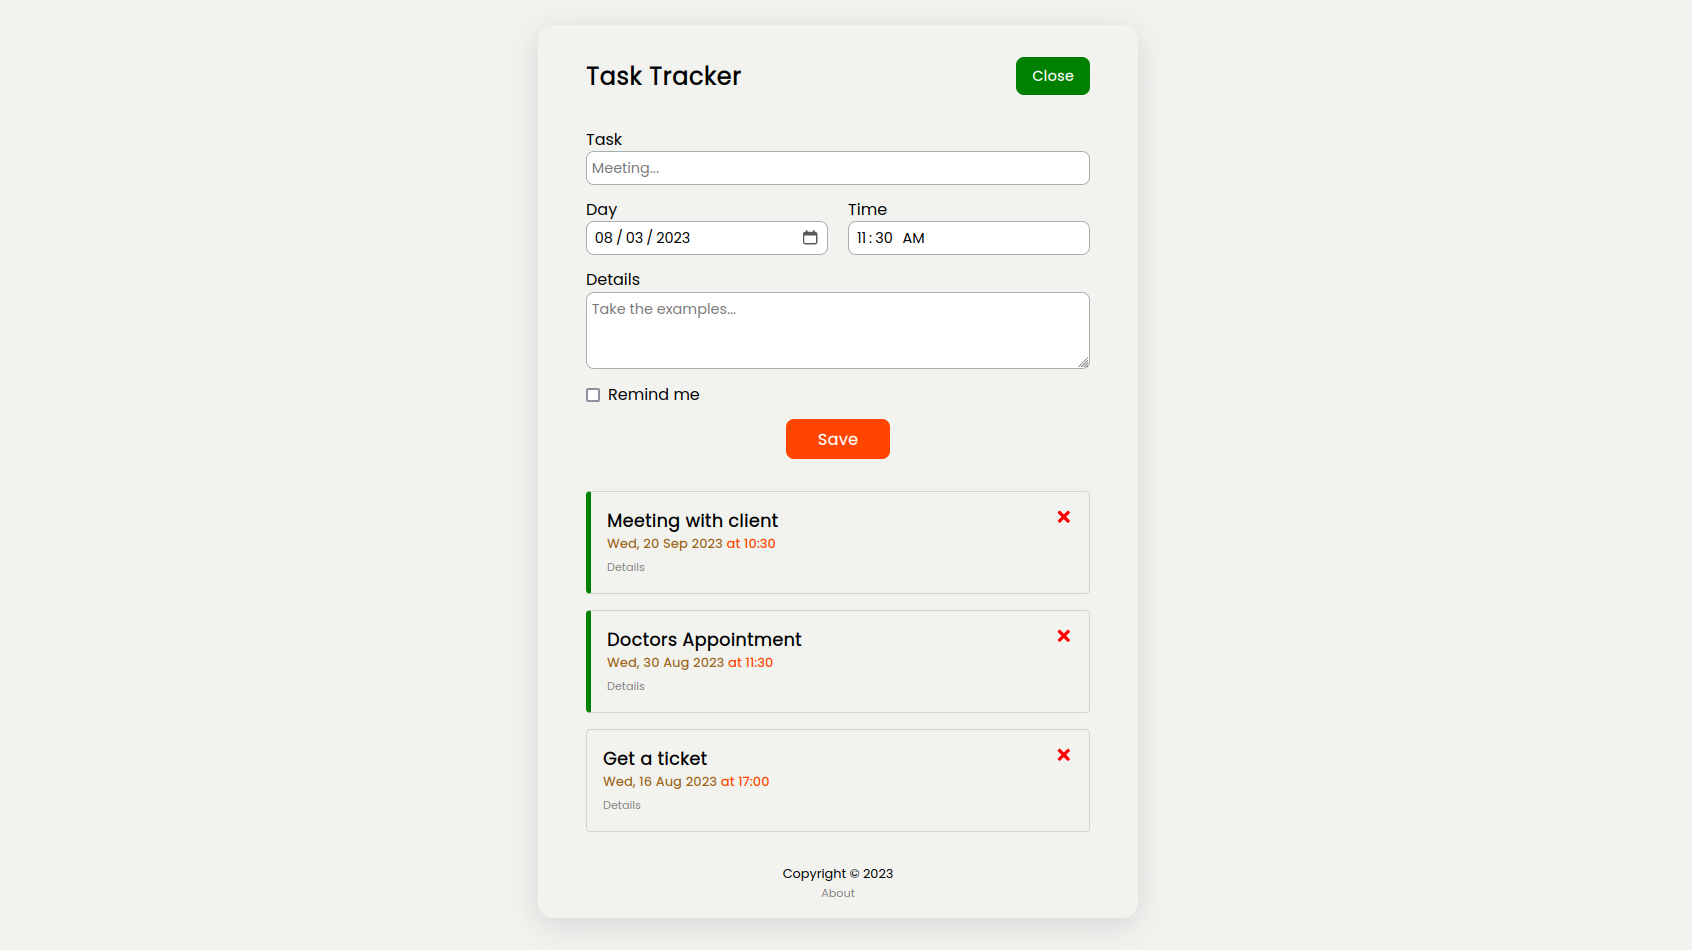 Task Tracker
Close
Task
Meeting...
Day
Time
08 / 03 / 2023
11 : 30 AM
Details
Take the examples...
Remind me
Save
Meeting with client
Wed, 20 Sep 2023 at 10:30
Details
Doctors Appointment
Wed, 30 Aug 2023 at 11:30
Details
Get a ticket
Wed, 16 Aug 2023 at 17:00
Details
Copyright © 2023
About